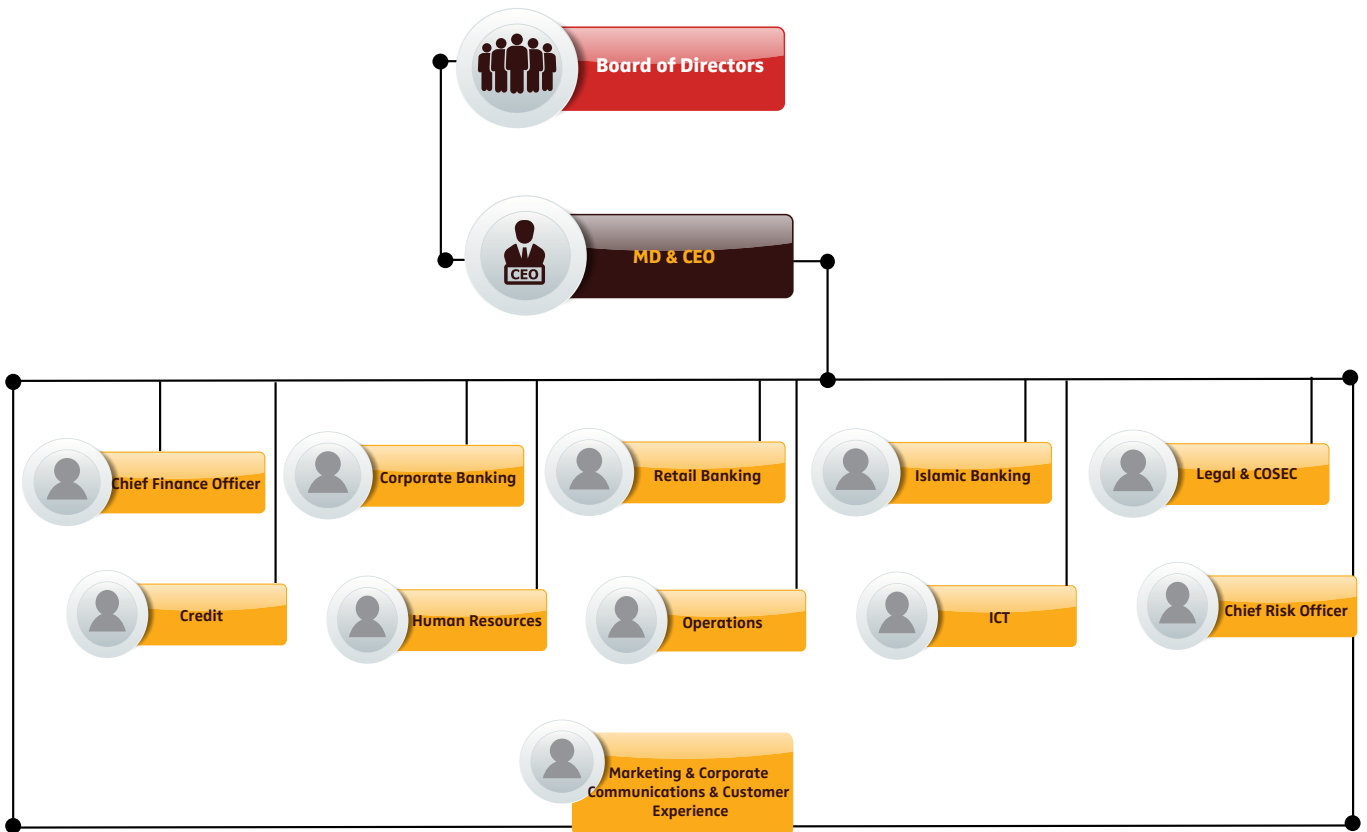 Board of Directors
CEO
MD & CEO
Chief Finance Officer
Corporate Banking
Retail Banking
Islamic Banking
Legal & COSEC
Credit
Human Resources
Operations
ICT
Chief Risk Officer
Marketing & Corporate
Communications & Customer
Experience